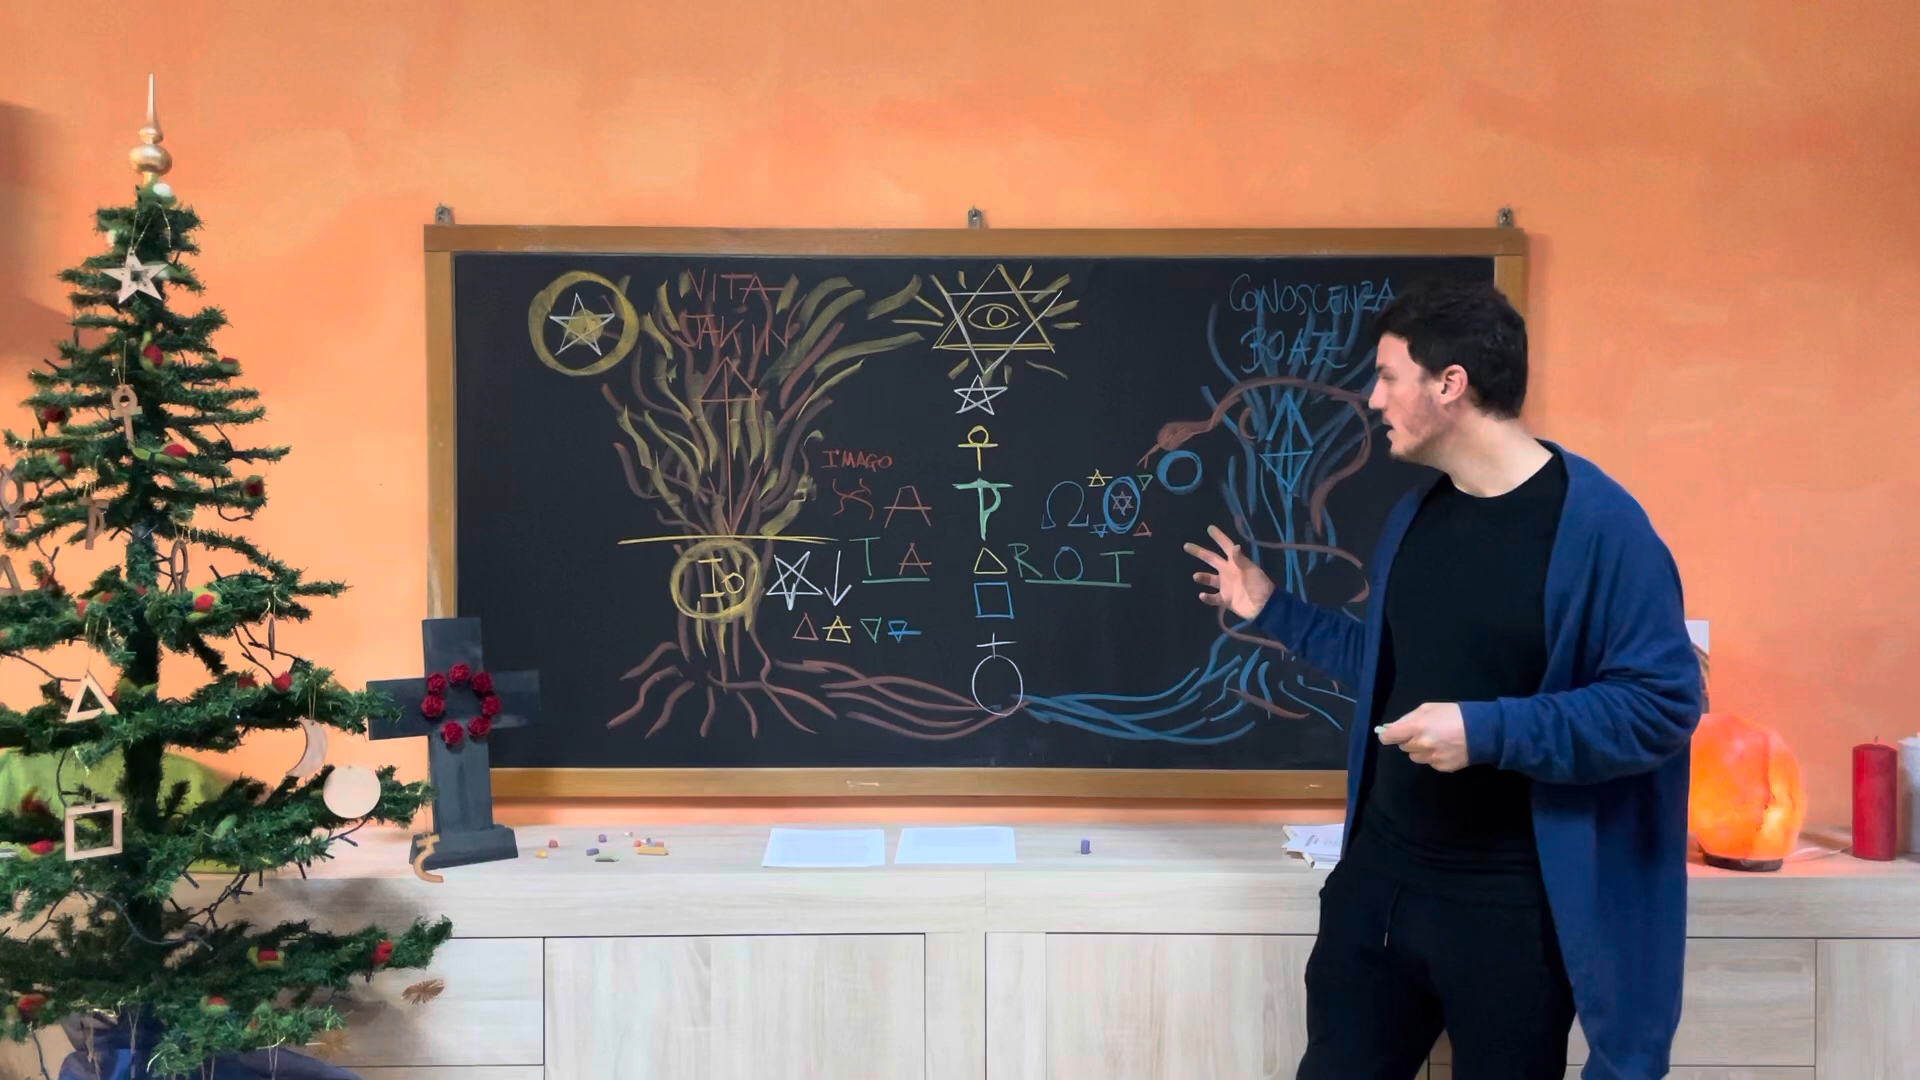 VITA
JAKIN
CONOSCENZA
BOAZ
IMAGO
A
Ω
TA ROT
Io